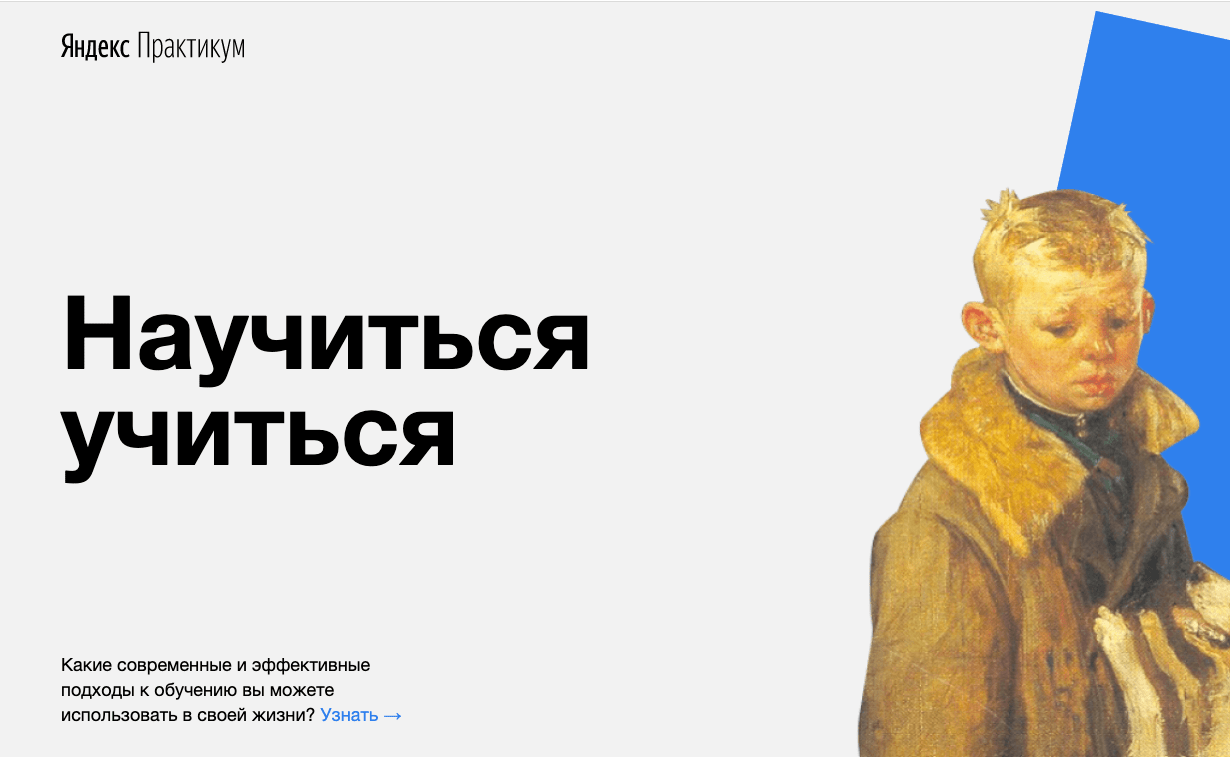 Яндекс Практикум
Научиться
учиться
Какие современные и эффективные
подходы к обучению вы можете
использовать в своей жизни? Узнать →